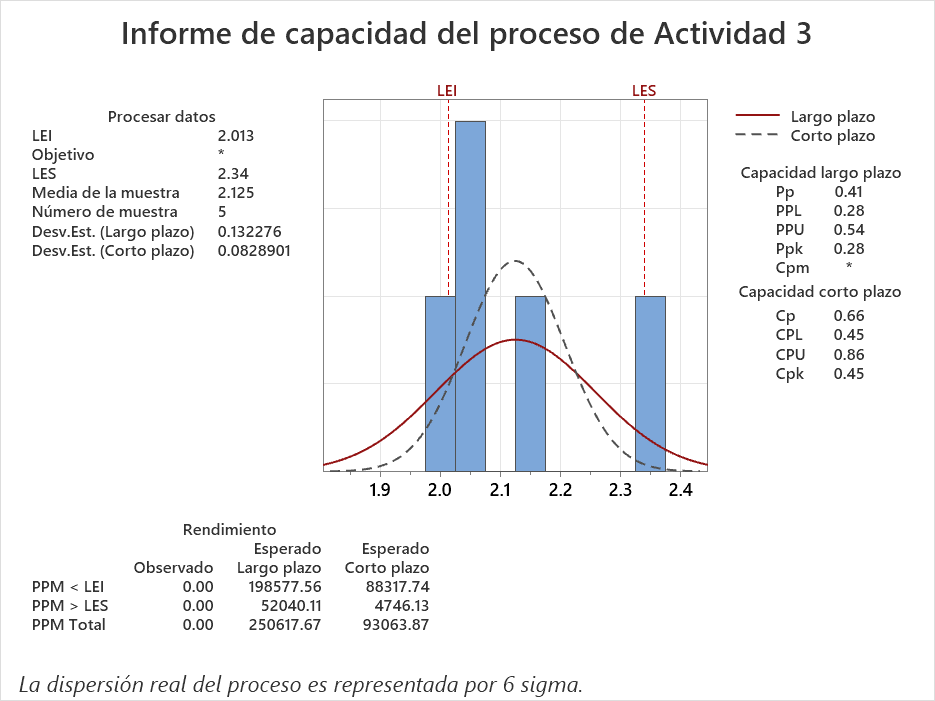 Informe de capacidad del proceso de Actividad 3
LEI LES
Procesar datos
LEI 2.013
Objetivo *
LES 2.34
Media de la muestra 2.125
Número de muestra 5
Desv.Est. (Largo plazo) 0.132276
Desv.Est. (Corto plazo) 0.0828901
Largo plazo
Corto plazo
Capacidad largo plazo
Pp 0.41
PPL 0.28
PPU 0.54
Ppk 0.28
Cpm *
Capacidad corto plazo
Cp 0.66
CPL 0.45
CPU 0.86
Cpk 0.45
1.9 2.0 2.1 2.2 2.3 2.4
Rendimiento
Esperado Esperado
Observado Largo plazo Corto plazo
PPM < LEI 0.00 198577.56 88317.74
PPM > LES 0.00 52040.11 4746.13
PPM Total 0.00 250617.67 93063.87
La dispersión real del proceso es representada por 6 sigma.